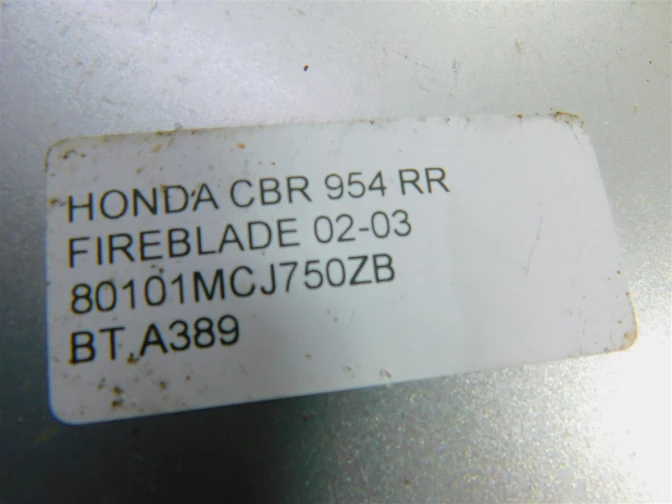 HONDA CBR 954 RR
FIREBLADE 02-03
80101MCJ750ZB
BT.A389